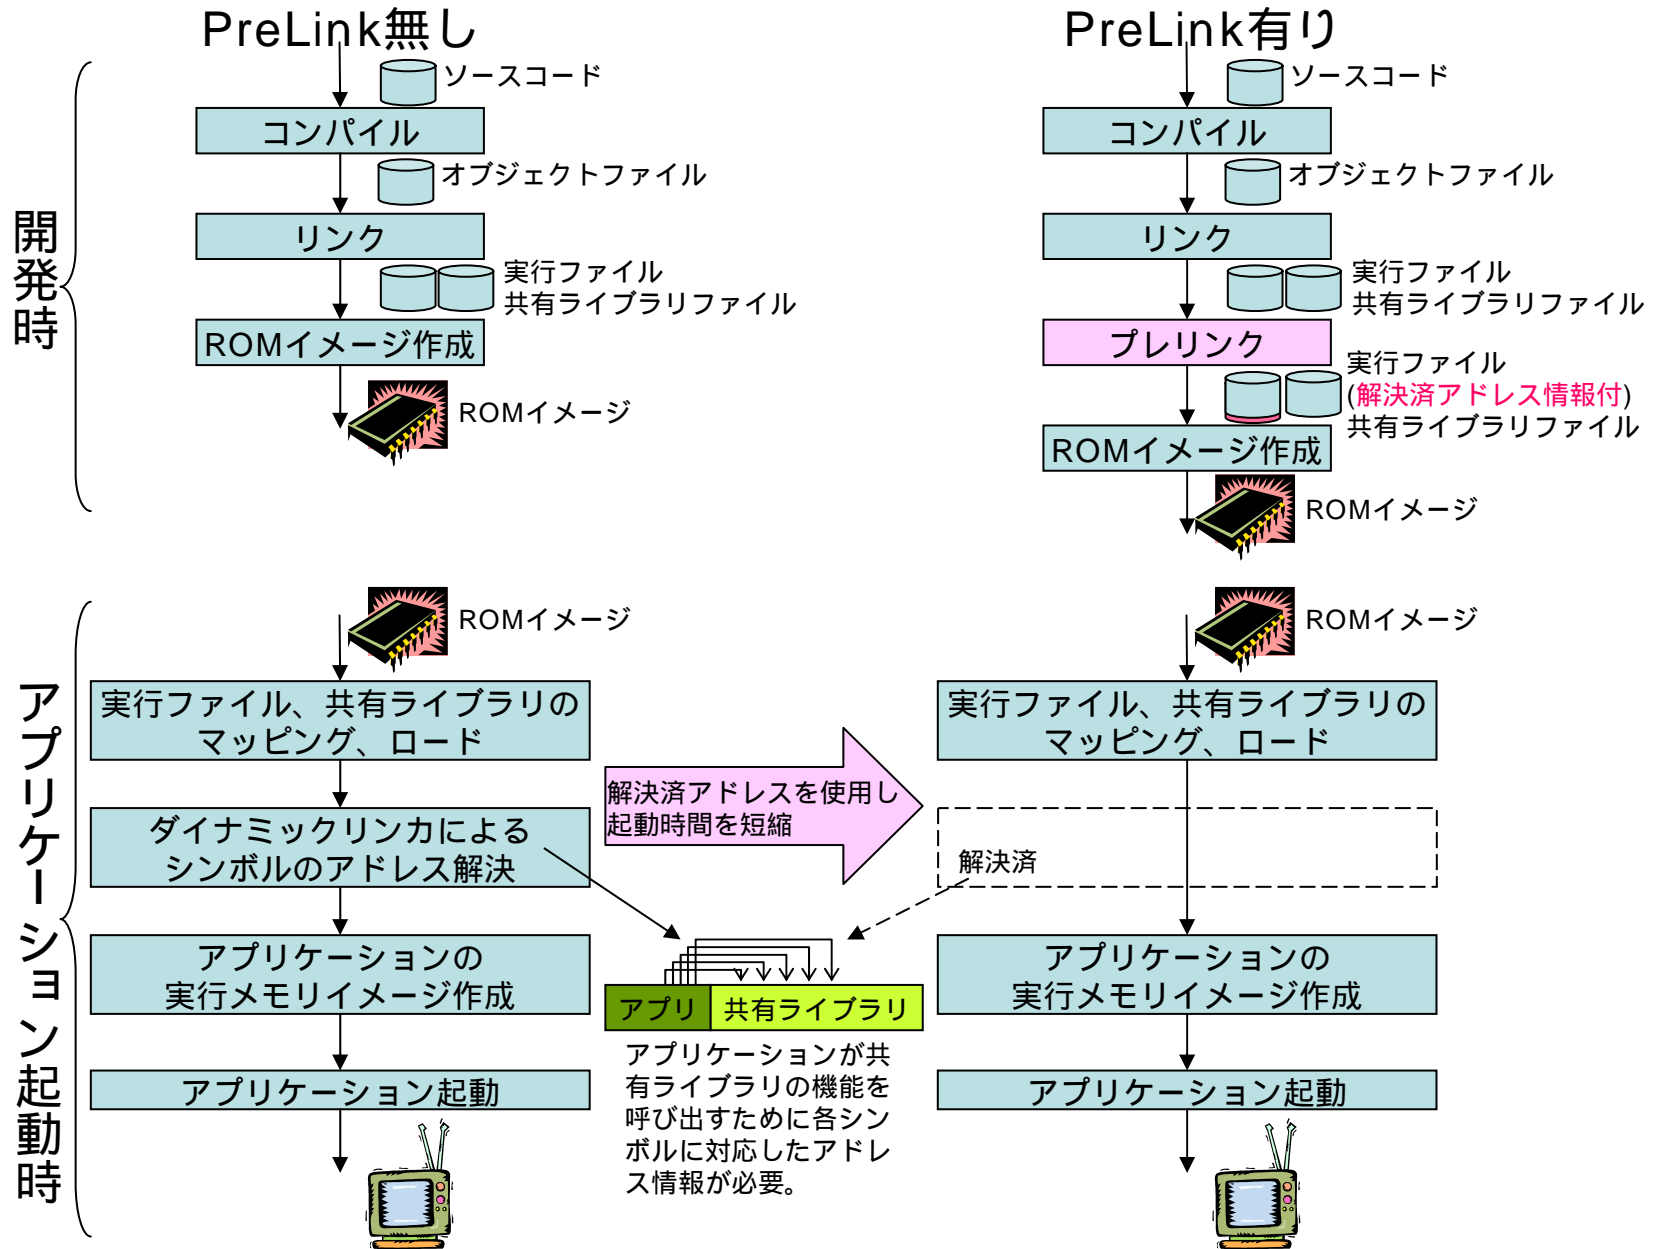 PreLink無し
開発時
ソースコード
コンパイル
オブジェクトファイル
リンク
実行ファイル
共有ライブラリファイル
ROMイメージ作成
ROMイメージ
PreLink有り
ソースコード
コンパイル
オブジェクトファイル
リンク
実行ファイル
共有ライブラリファイル
プレリンク
実行ファイル
(解決済アドレス情報付)
共有ライブラリファイル
ROMイメージ作成
ROMイメージ
アプリケーション起動時
ROMイメージ
実行ファイル、共有ライブラリの
マッピング、ロード
ダイナミックリンカによる
シンボルのアドレス解決
アプリケーションの
実行メモリイメージ作成
アプリケーション起動
解決済アドレスを使用し
起動時間を短縮
アプリ
共有ライブラリ
アプリケーションが共
有ライブラリの機能を
呼び出すために各シン
ボルに対応したアドレ
ス情報が必要。
ROMイメージ
実行ファイル、共有ライブラリの
マッピング、ロード
解決済
アプリケーションの
実行メモリイメージ作成
アプリケーション起動